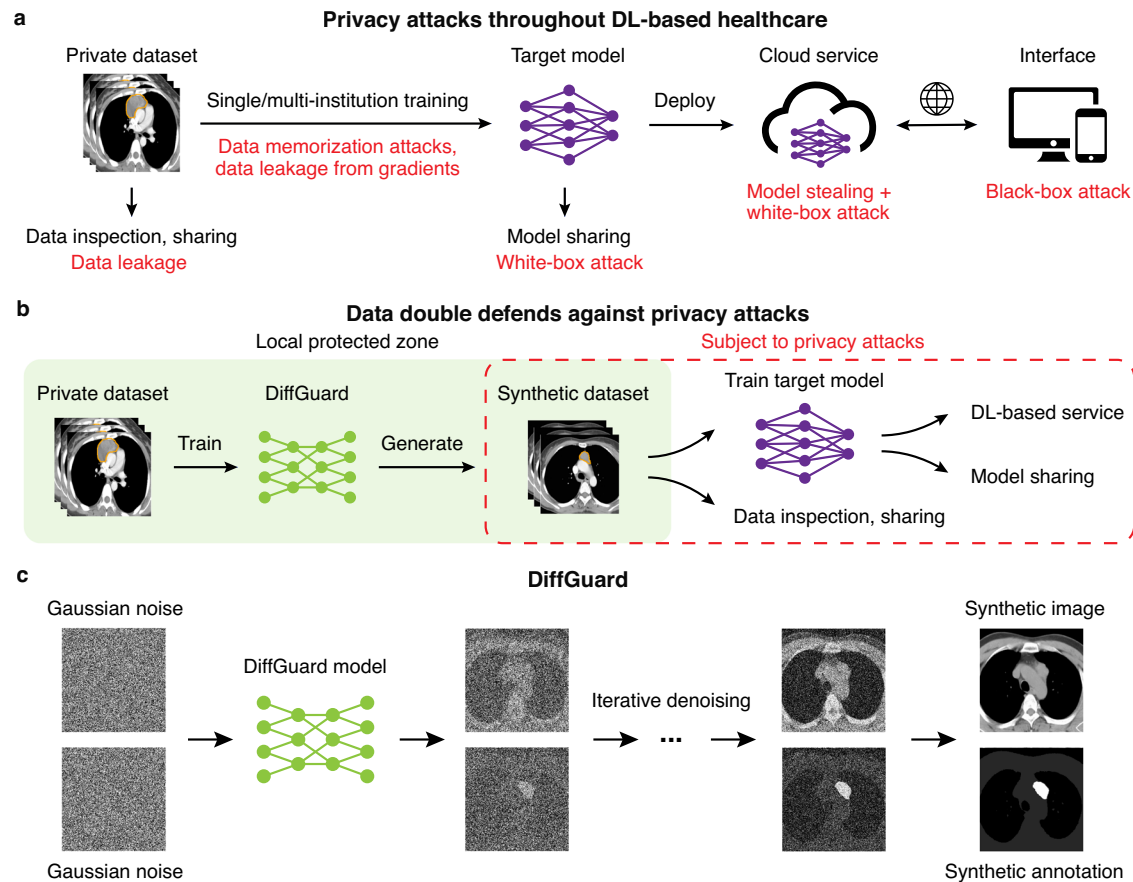 a
Privacy attacks throughout DL-based healthcare
Private dataset
Target model
Cloud service
Interface
Single/multi-institution training
Deploy
Data memorization attacks,
data leakage from gradients
Model stealing +
white-box attack
Black-box attack
Data inspection, sharing
Data leakage
Model sharing
White-box attack
b
Data double defends against privacy attacks
Local protected zone
Subject to privacy attacks
Private dataset
DiffGuard
Synthetic dataset
Train target model
Train
Generate
DL-based service
Model sharing
Data inspection, sharing
c
DiffGuard
Gaussian noise
Synthetic image
DiffGuard model
Iterative denoising
...
Gaussian noise
Synthetic annotation